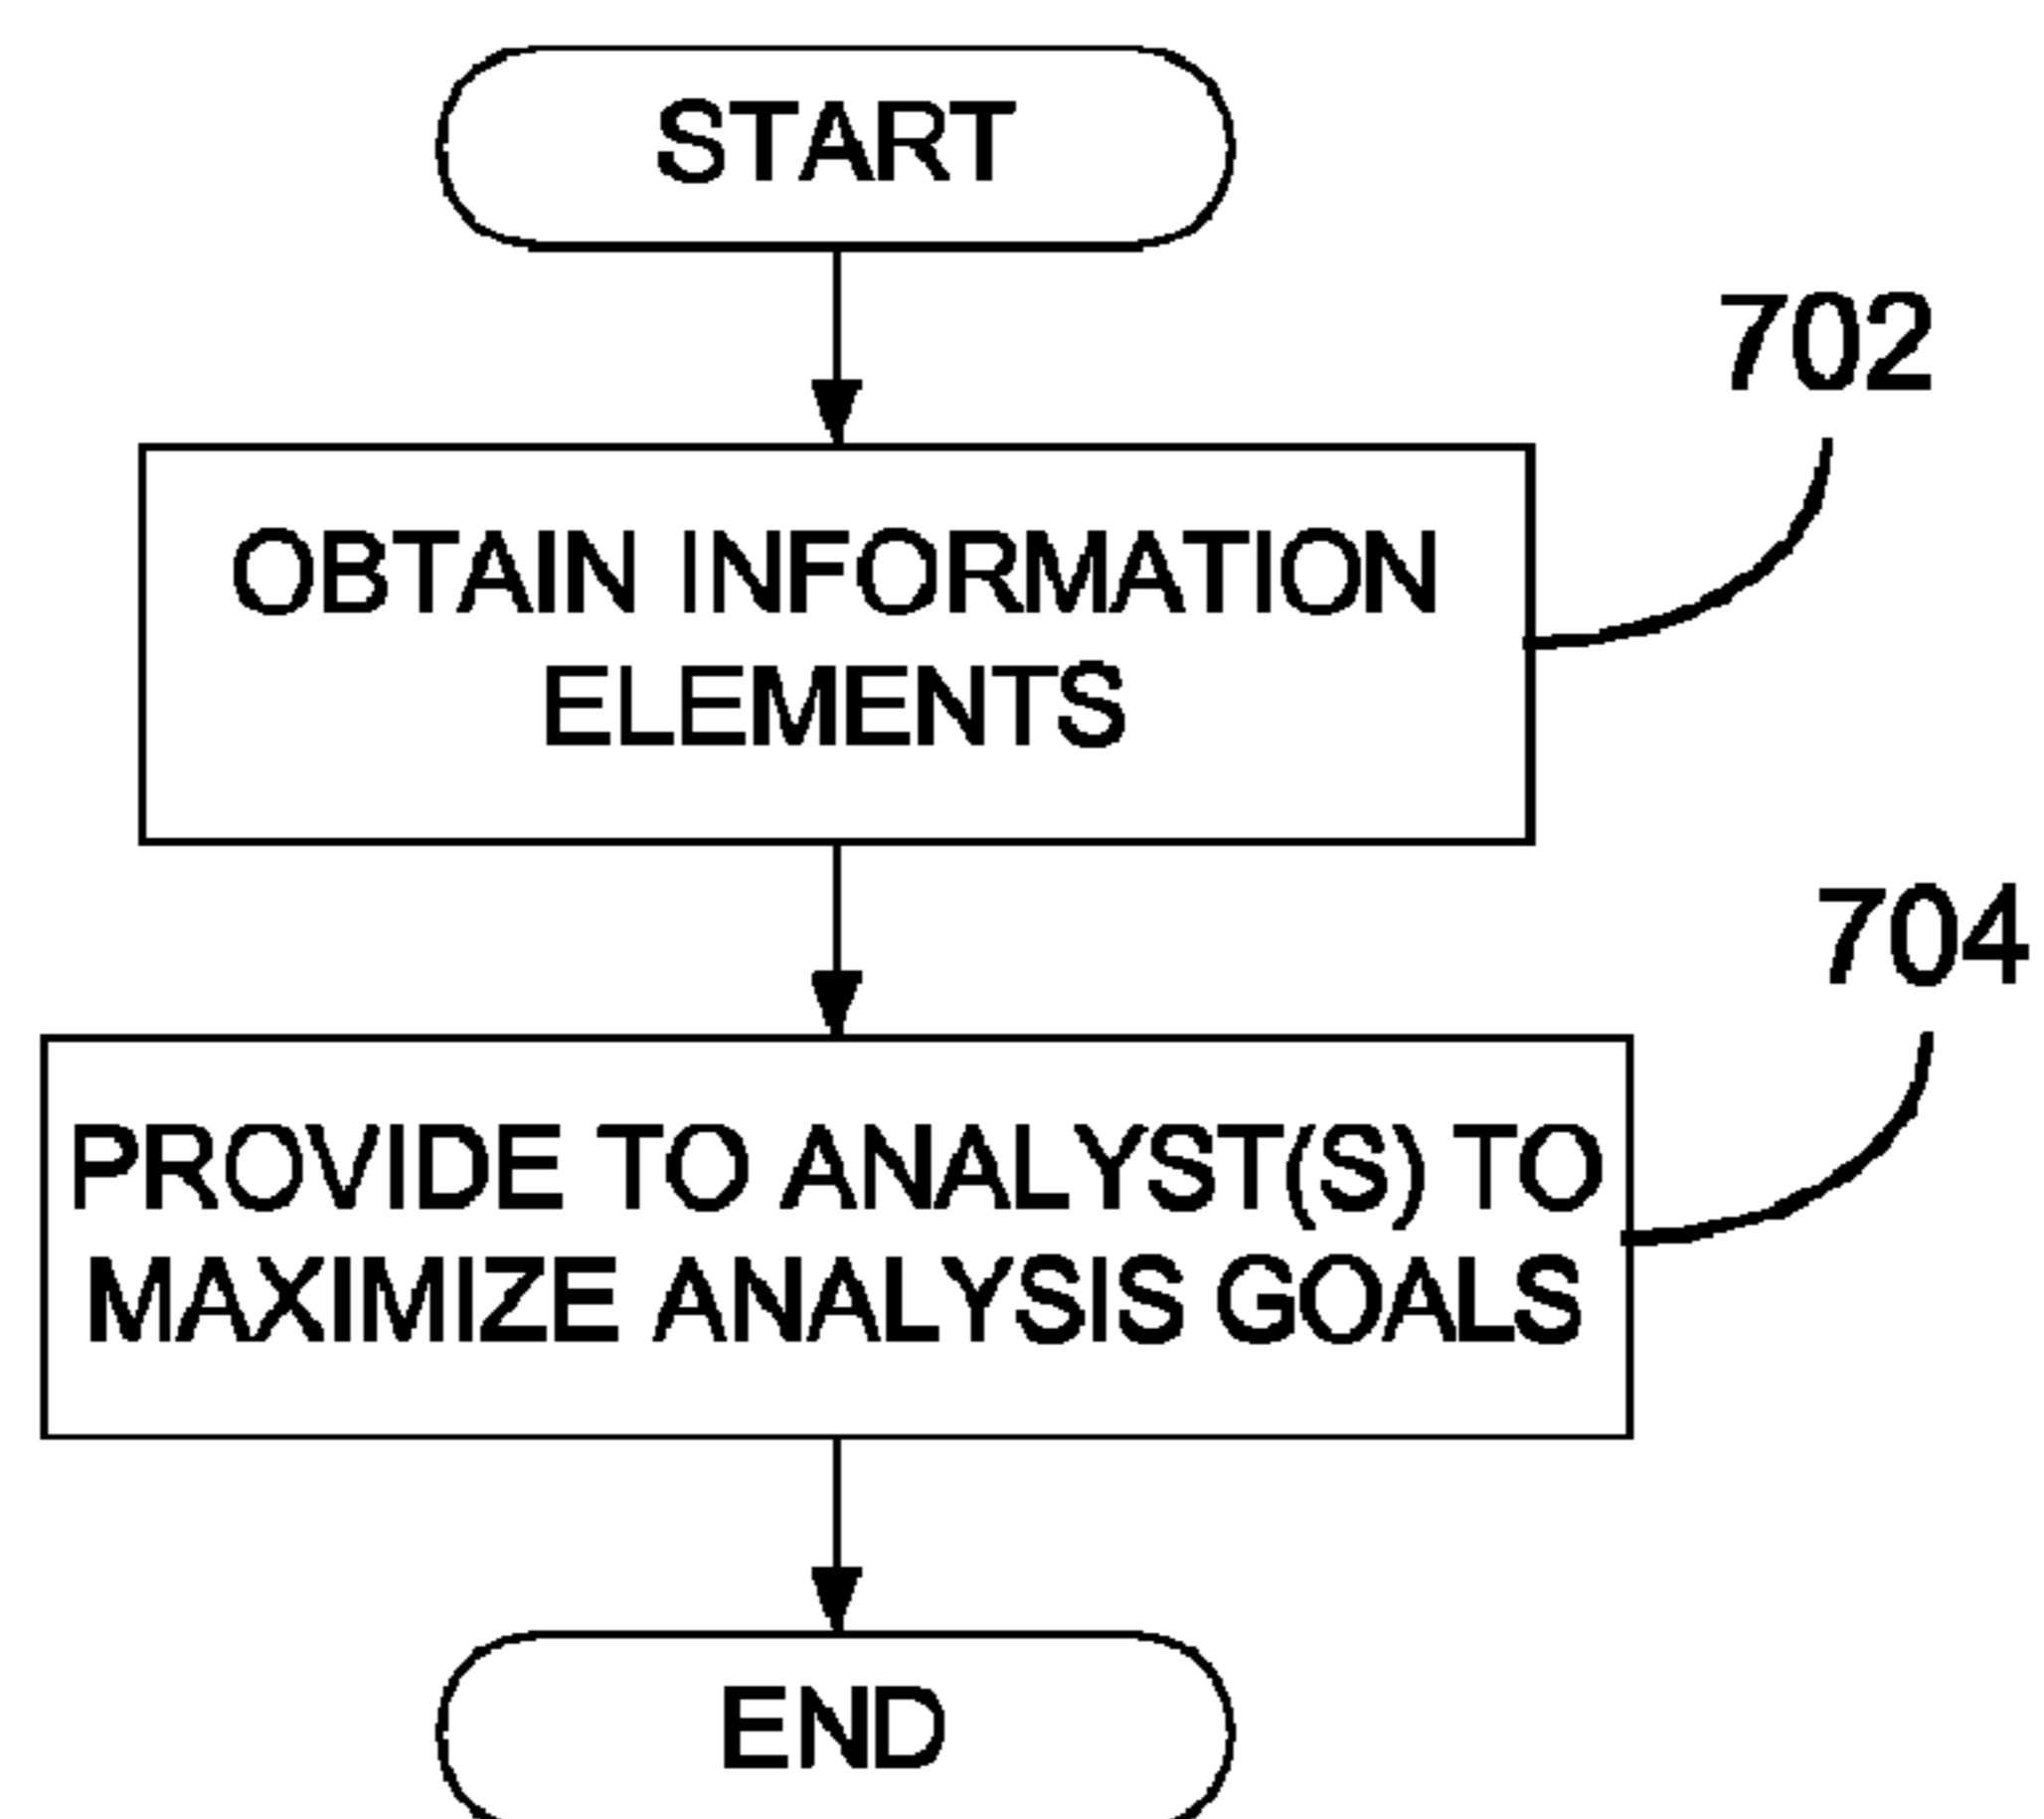 START
702
OBTAIN INFORMATION
ELEMENTS
704
PROVIDE TO ANALYST(S) TO
MAXIMIZE ANALYSIS GOALS
END